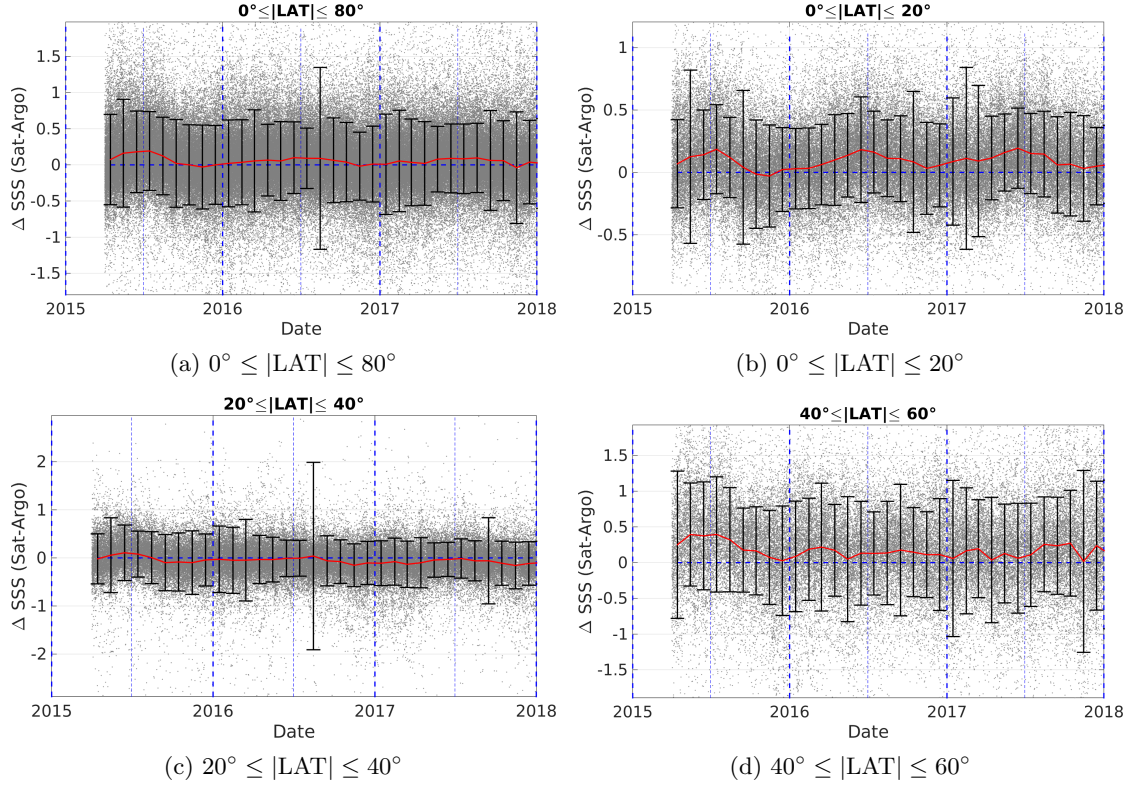 0°≤|LAT|≤ 80°
Δ SSS (Sat-Argo)
1.5
1
0.5
0
-0.5
-1
-1.5
2015 2016 2017 2018
Date
(a) 0° ≤ |LAT| ≤ 80°
0°≤|LAT|≤ 20°
Δ SSS (Sat-Argo)
1
0.5
0
-0.5
2015 2016 2017 2018
Date
(b) 0° ≤ |LAT| ≤ 20°
20°≤|LAT|≤ 40°
Δ SSS (Sat-Argo)
2
1
0
-1
-2
2015 2016 2017 2018
Date
(c) 20° ≤ |LAT| ≤ 40°
40°≤|LAT|≤ 60°
Δ SSS (Sat-Argo)
1.5
1
0.5
0
-0.5
-1
-1.5
2015 2016 2017 2018
Date
(d) 40° ≤ |LAT| ≤ 60°